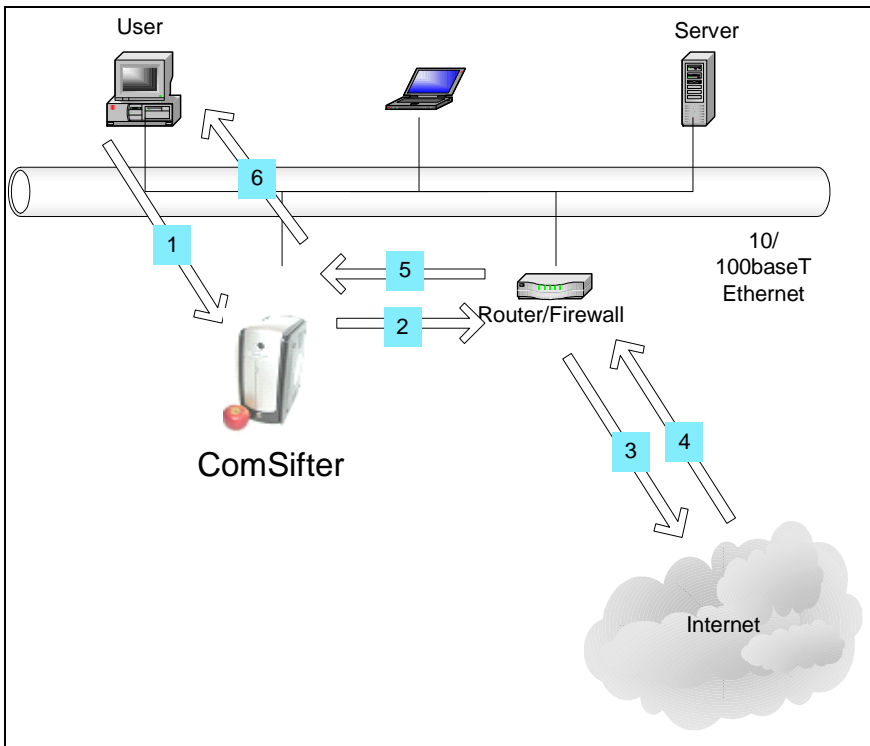 User
Server
6
1
10/
100baseT
Ethernet
5
2
Router/Firewall
ComSifter
3
4
Internet